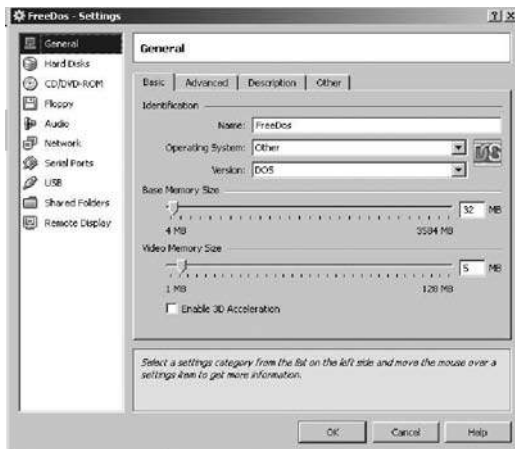 FreeDos - Settings
General
Hard Disks
CD/DVD-ROM
Floppy
Audio
Network
Serial Ports
USB
Shared Folders
Remote Display
General
Basic Advanced Description Other
Identification
Name: FreeDos
Operating System: Other
Version: DOS
Base Memory Size
32 MB
4 MB 3584 MB
Video Memory Size
5 MB
1 MB 128 MB
Enable 3D Acceleration
Select a settings category from the list on the left side and move the mouse over a
settings item to get more information.
OK Cancel Help